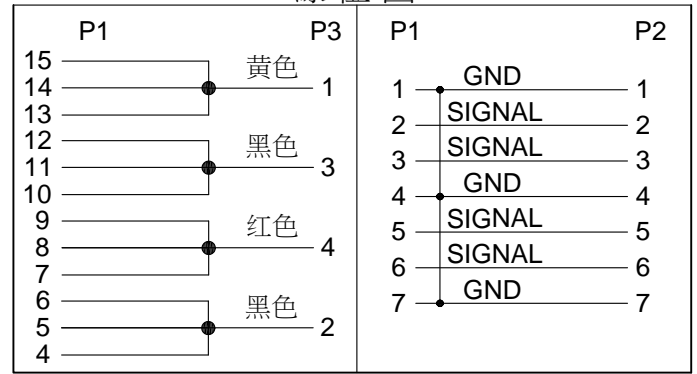 P1 P3
15
黄色
14 1
13
12
黑色
11 3
10
9
红色
8 4
7
6
黑色
5 2
4
P1 P2
1 GND 1
2 SIGNAL 2
3 SIGNAL 3
4 GND 4
5 SIGNAL 5
6 SIGNAL 6
7 GND 7